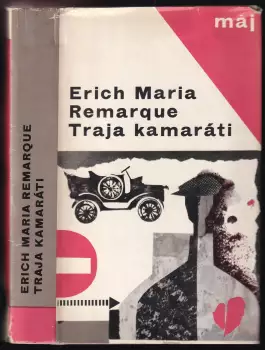 máj
Erich Maria
Remarque
Traja kamaráti
ERICH MARIA REMARQUE
TRAJA KAMARÁTI